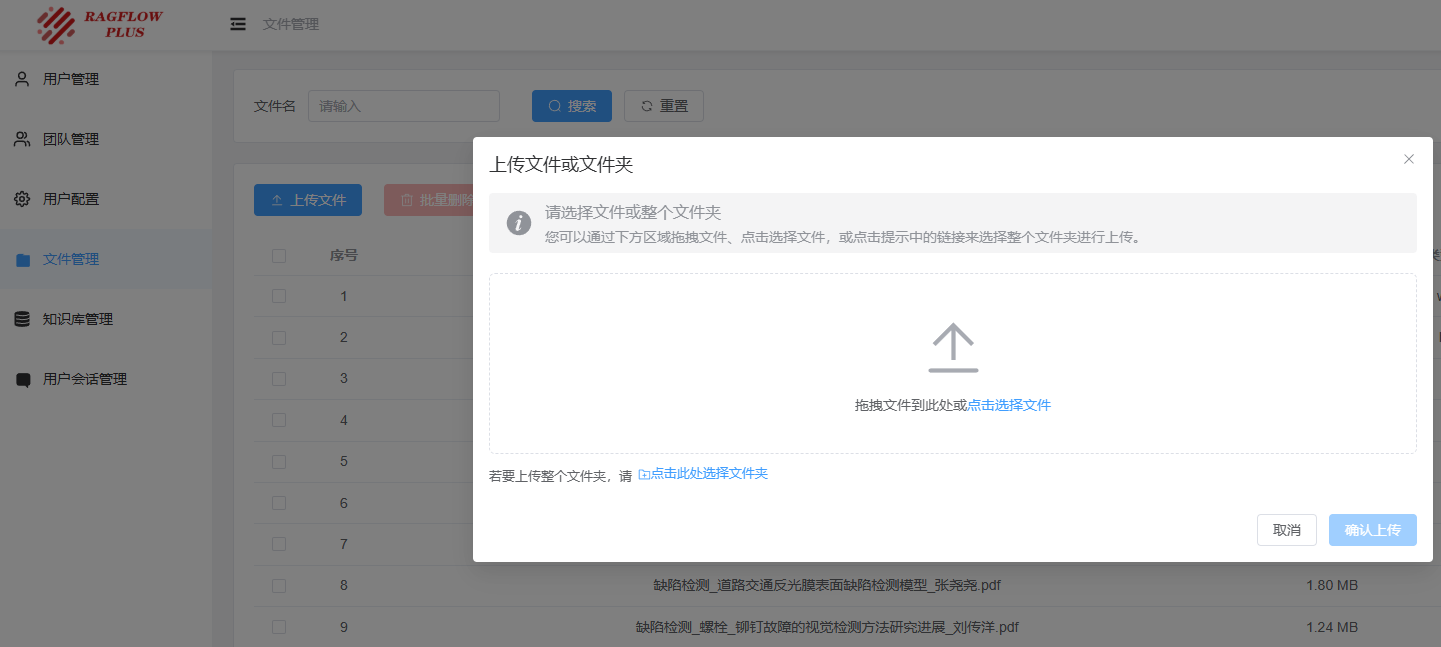 RAGFLOW
PLUS
文件管理
用户管理
团队管理
用户配置
文件管理
知识库管理
用户会话管理
文件名
请输入
搜索
重置
上传文件
批量删除
序号
1
2
3
4
5
6
7
8 缺陷检测_道路交通反光膜表面缺陷检测模型_张尧尧.pdf 1.80 MB
9 缺陷检测_螺栓_铆钉故障的视觉检测方法研究进展_刘传洋.pdf 1.24 MB
上传文件或文件夹
请选择文件或整个文件夹
您可以通过下方区域拖拽文件、点击选择文件，或点击提示中的链接来选择整个文件夹进行上传。
拖拽文件到此处或点击选择文件
若要上传整个文件夹，请 点击此处选择文件夹
取消
确认上传